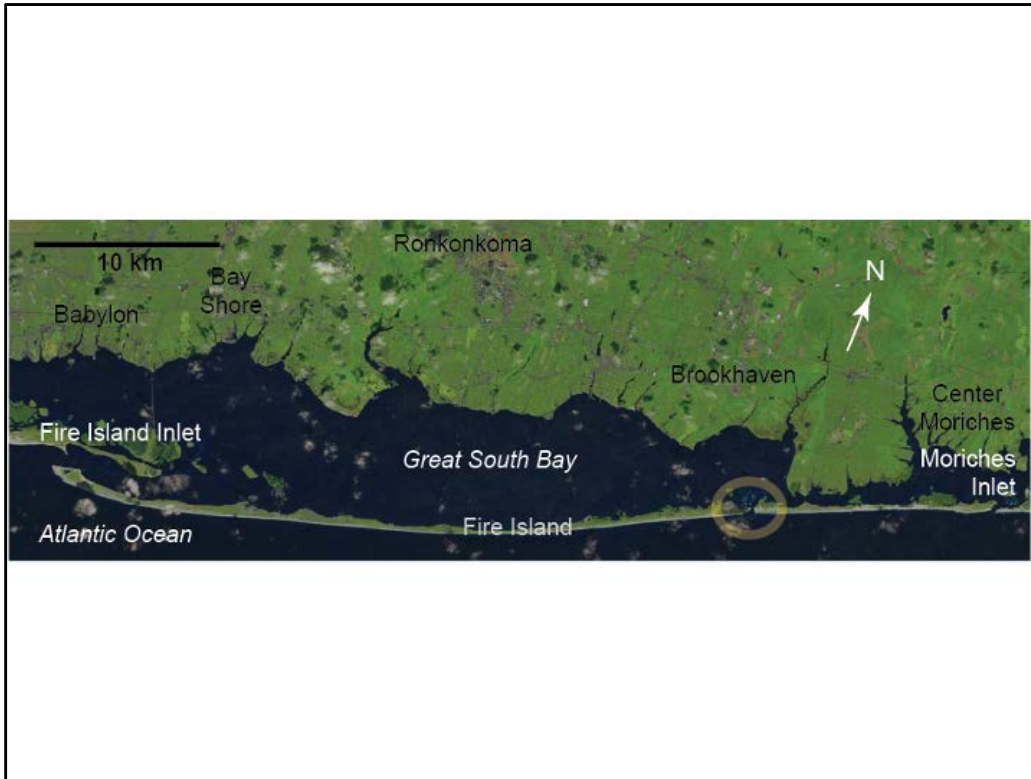 10 km
Ronkonkoma
Bay
Shore
Babylon
N
Brookhaven
Center
Moriches
Fire Island Inlet
Great South Bay
Moriches
Inlet
Fire Island
Atlantic Ocean